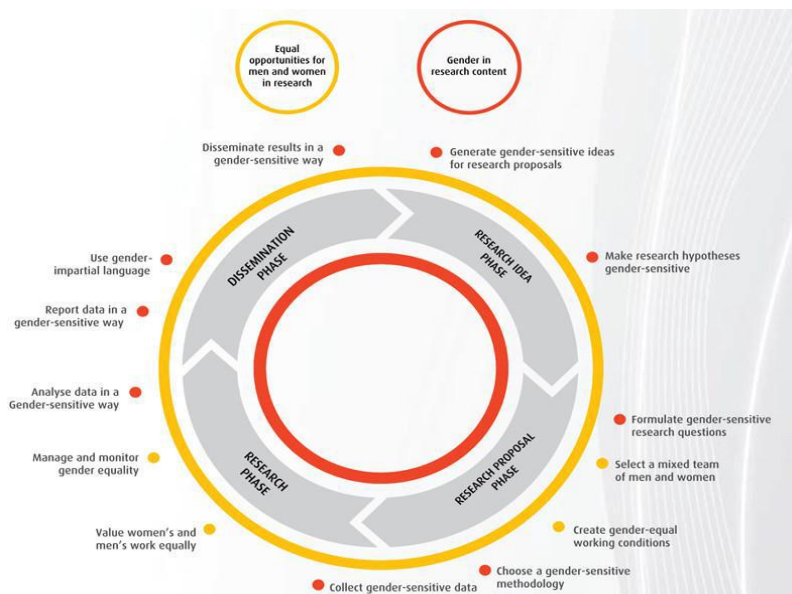 Equal
opportunities for
men and women
in research
Gender in
research content
Disseminate results in a
gender-sensitive way
Generate gender-sensitive ideas
for research proposals
DISSEMINATION
PHASE
RESEARCH IDEA
PHASE
Use gender-
impartial language
Make research hypotheses
gender-sensitive
Report data in a
gender-sensitive way
Analyse data in a
Gender-sensitive way
Formulate gender-sensitive
research questions
Manage and monitor
gender equality
RESEARCH
PHASE
RESEARCH PROPOSAL
PHASE
Select a mixed team
of men and women
Value women's and
men's work equally
Create gender-equal
working conditions
Collect gender-sensitive data
Choose a gender-sensitive
methodology